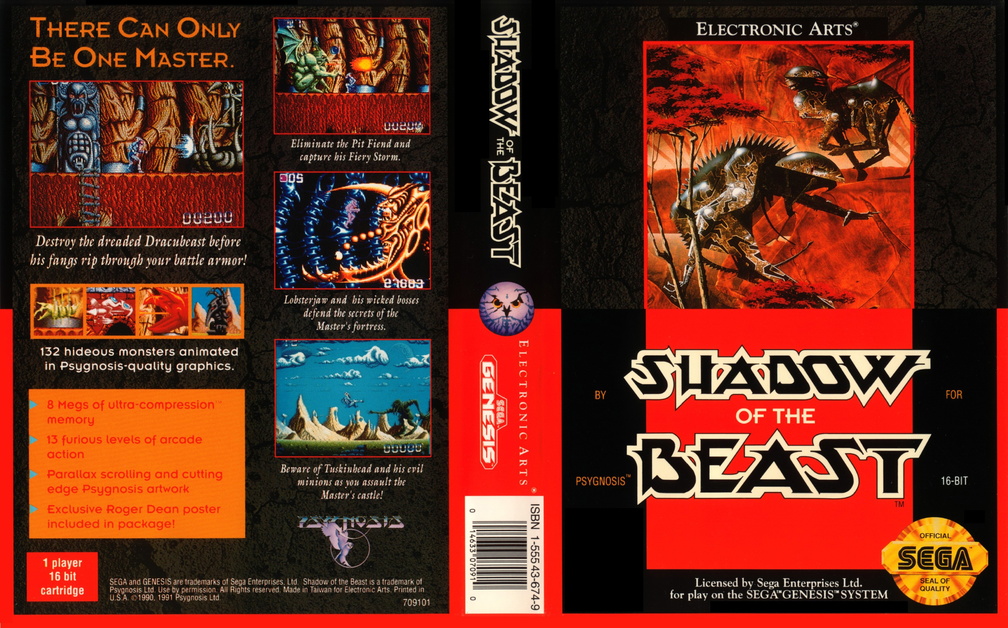 THERE CAN ONLY
BE ONE MASTER.
00200
Destroy the dreaded Dracubeast before
his fangs rip through your battle armor!
132 hideous monsters animated
in Psygnosis-quality graphics.
8 Megs of ultra-compression™
memory
13 furious levels of arcade
action
Parallax scrolling and cutting
edge Psygnosis artwork
Exclusive Roger Dean poster
included in package!
1 player
16 bit
cartridge
Eliminate the Pit Fiend and
capture his Fiery Storm.
Lobsterjaw and his wicked bosses
defend the secrets of the
Master's fortress.
00000
Beware of Tuskinhead and his evil
minions as you assault the
Master's castle!
PSYGNOSIS
SEGA and GENESIS are trademarks of Sega Enterprises, Ltd. Shadow of the Beast is a trademark of
Psygnosis Ltd. Use by permission. All Rights reserved. Made in Taiwan for Electronic Arts. Printed in
U.S.A. ©1990, 1991 Psygnosis Ltd.
709101
SHADOW
OF THE
BEAST
ELECTRONIC ARTS®
SEGA
GENESIS
ISBN 1-55543-674-9
0 14633 07091
ELECTRONIC ARTS®
SHADOW
OF THE
BEAST
TM
BY
PSYGNOSIS™
FOR
16-BIT
OFFICIAL
SEGA
SEAL OF
QUALITY
Licensed by Sega Enterprises Ltd.
for play on the SEGA™GENESIS™SYSTEM